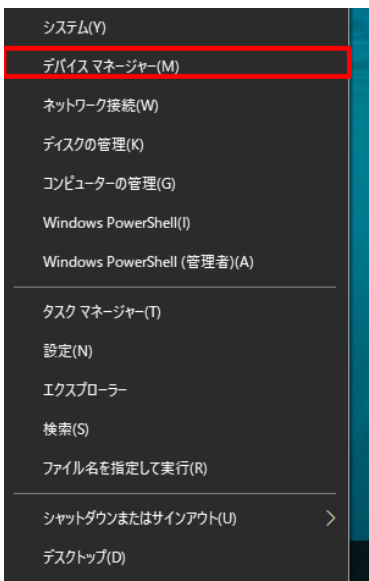 システム(Y)
デバイス マネージャー(M)
ネットワーク接続(W)
ディスクの管理(K)
コンピューターの管理(G)
Windows PowerShell(I)
Windows PowerShell (管理者)(A)
タスク マネージャー(T)
設定(N)
エクスプローラー
検索(S)
ファイル名を指定して実行(R)
シャットダウンまたはサインアウト(U)
デスクトップ(D)